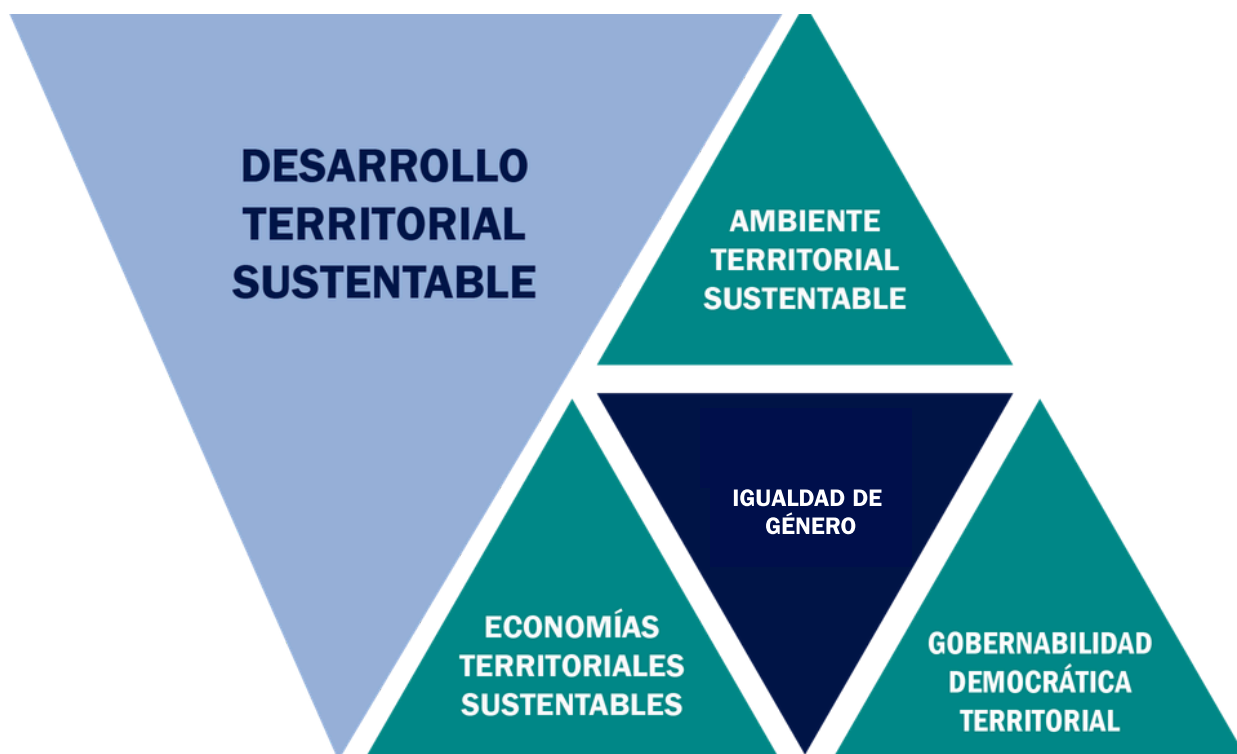 DESARROLLO
TERRITORIAL
SUSTENTABLE
AMBIENTE
TERRITORIAL
SUSTENTABLE
IGUALDAD DE
GÉNERO
ECONOMÍAS
TERRITORIALES
SUSTENTABLES
GOBERNABILIDAD
DEMOCRÁTICA
TERRITORIAL